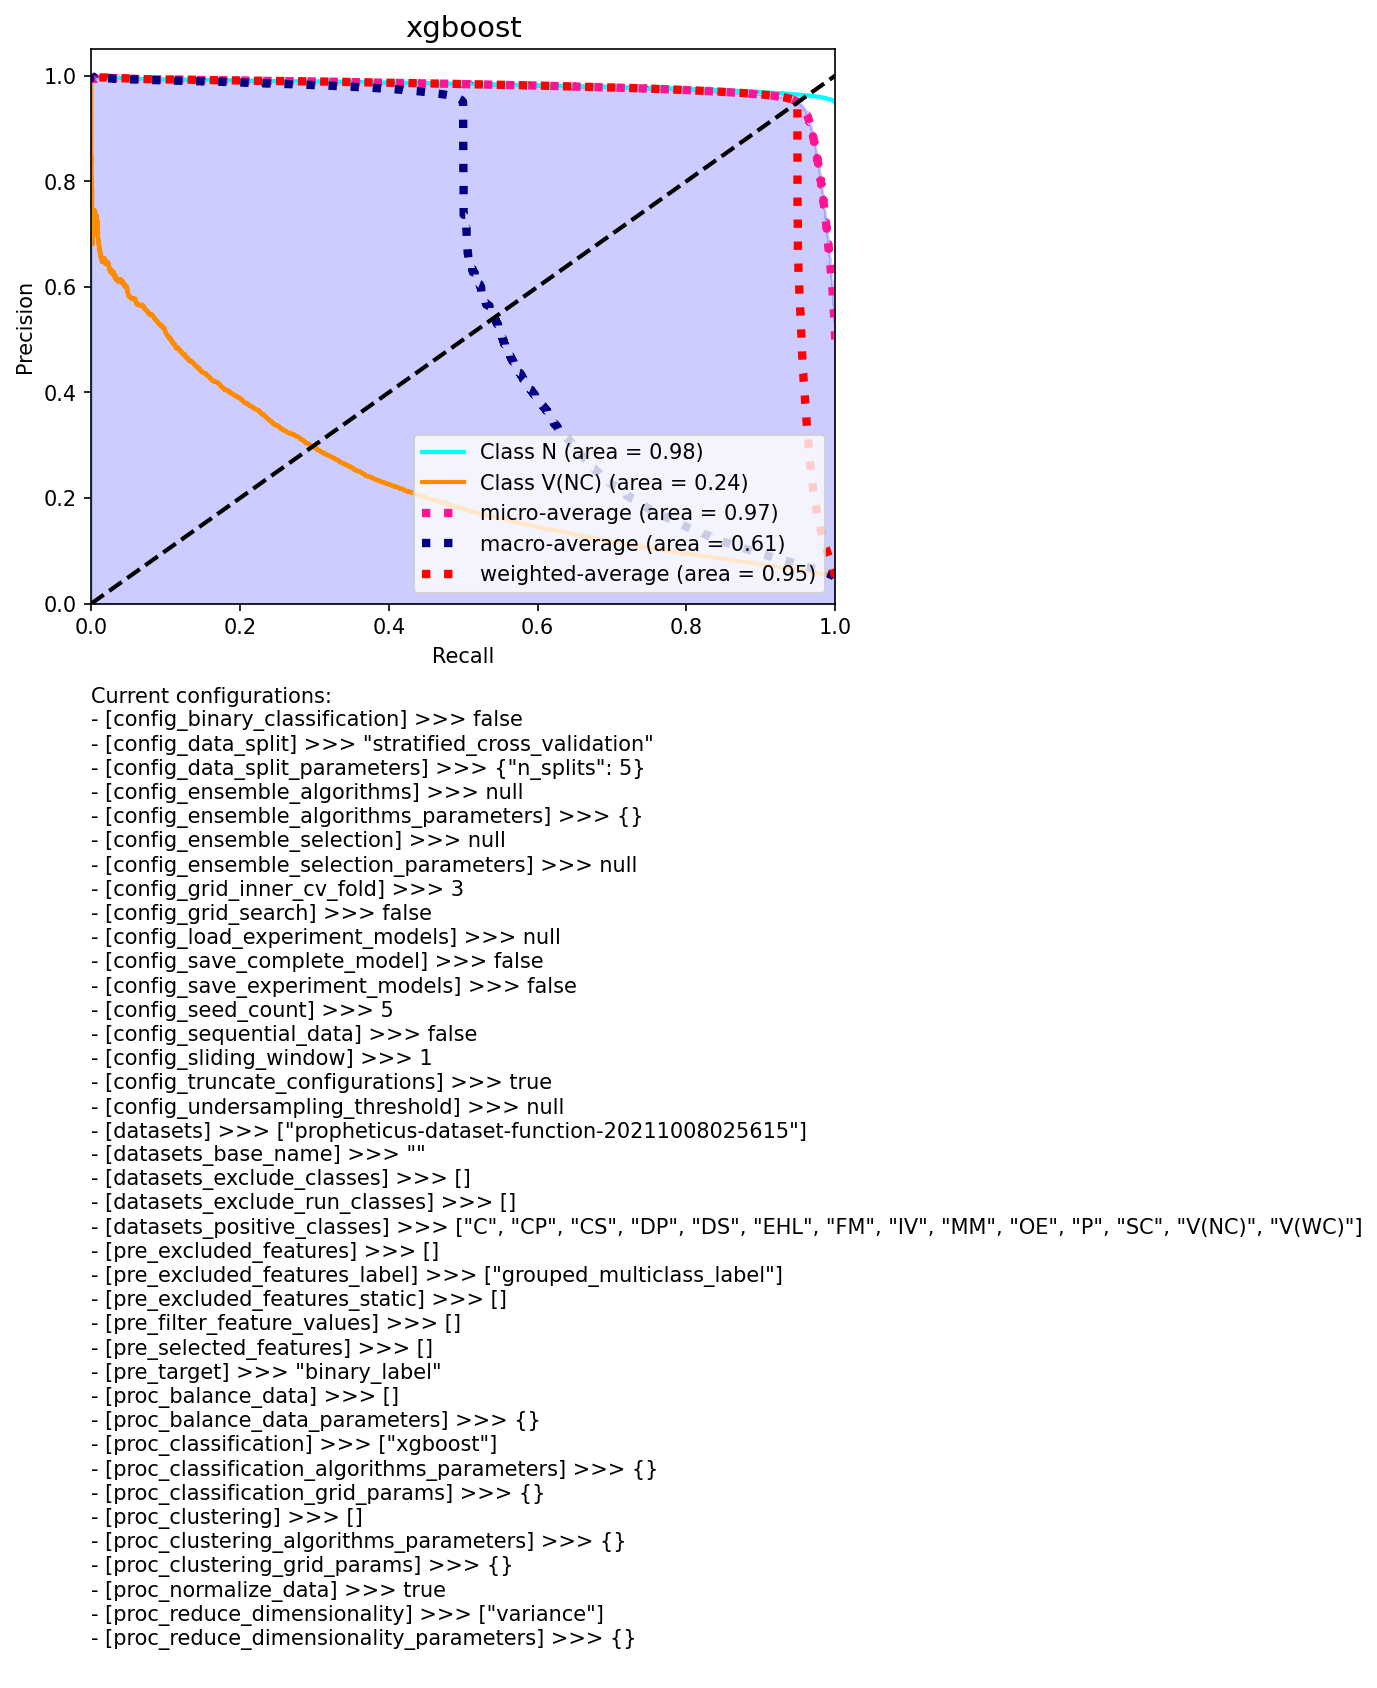 xgboost
1.0
0.8
0.6
0.4
0.2
0.0
Precision
0.0 0.2 0.4 0.6 0.8 1.0
Recall
Class N (area = 0.98)
Class V(NC) (area = 0.24)
micro-average (area = 0.97)
macro-average (area = 0.61)
weighted-average (area = 0.95)
Current configurations:
- [config_binary_classification] >>> false
- [config_data_split] >>> "stratified_cross_validation"
- [config_data_split_parameters] >>> {"n_splits": 5}
- [config_ensemble_algorithms] >>> null
- [config_ensemble_algorithms_parameters] >>> {}
- [config_ensemble_selection] >>> null
- [config_ensemble_selection_parameters] >>> null
- [config_grid_inner_cv_fold] >>> 3
- [config_grid_search] >>> false
- [config_load_experiment_models] >>> null
- [config_save_complete_model] >>> false
- [config_save_experiment_models] >>> false
- [config_seed_count] >>> 5
- [config_sequential_data] >>> false
- [config_sliding_window] >>> 1
- [config_truncate_configurations] >>> true
- [config_undersampling_threshold] >>> null
- [datasets] >>> ["propheticus-dataset-function-20211008025615"]
- [datasets_base_name] >>> ""
- [datasets_exclude_classes] >>> []
- [datasets_exclude_run_classes] >>> []
- [datasets_positive_classes] >>> ["C", "CP", "CS", "DP", "DS", "EHL", "FM", "IV", "MM", "OE", "P", "SC", "V(NC)", "V(WC)"]
- [pre_excluded_features] >>> []
- [pre_excluded_features_label] >>> ["grouped_multiclass_label"]
- [pre_excluded_features_static] >>> []
- [pre_filter_feature_values] >>> []
- [pre_selected_features] >>> []
- [pre_target] >>> "binary_label"
- [proc_balance_data] >>> []
- [proc_balance_data_parameters] >>> {}
- [proc_classification] >>> ["xgboost"]
- [proc_classification_algorithms_parameters] >>> {}
- [proc_classification_grid_params] >>> {}
- [proc_clustering] >>> []
- [proc_clustering_algorithms_parameters] >>> {}
- [proc_clustering_grid_params] >>> {}
- [proc_normalize_data] >>> true
- [proc_reduce_dimensionality] >>> ["variance"]
- [proc_reduce_dimensionality_parameters] >>> {}